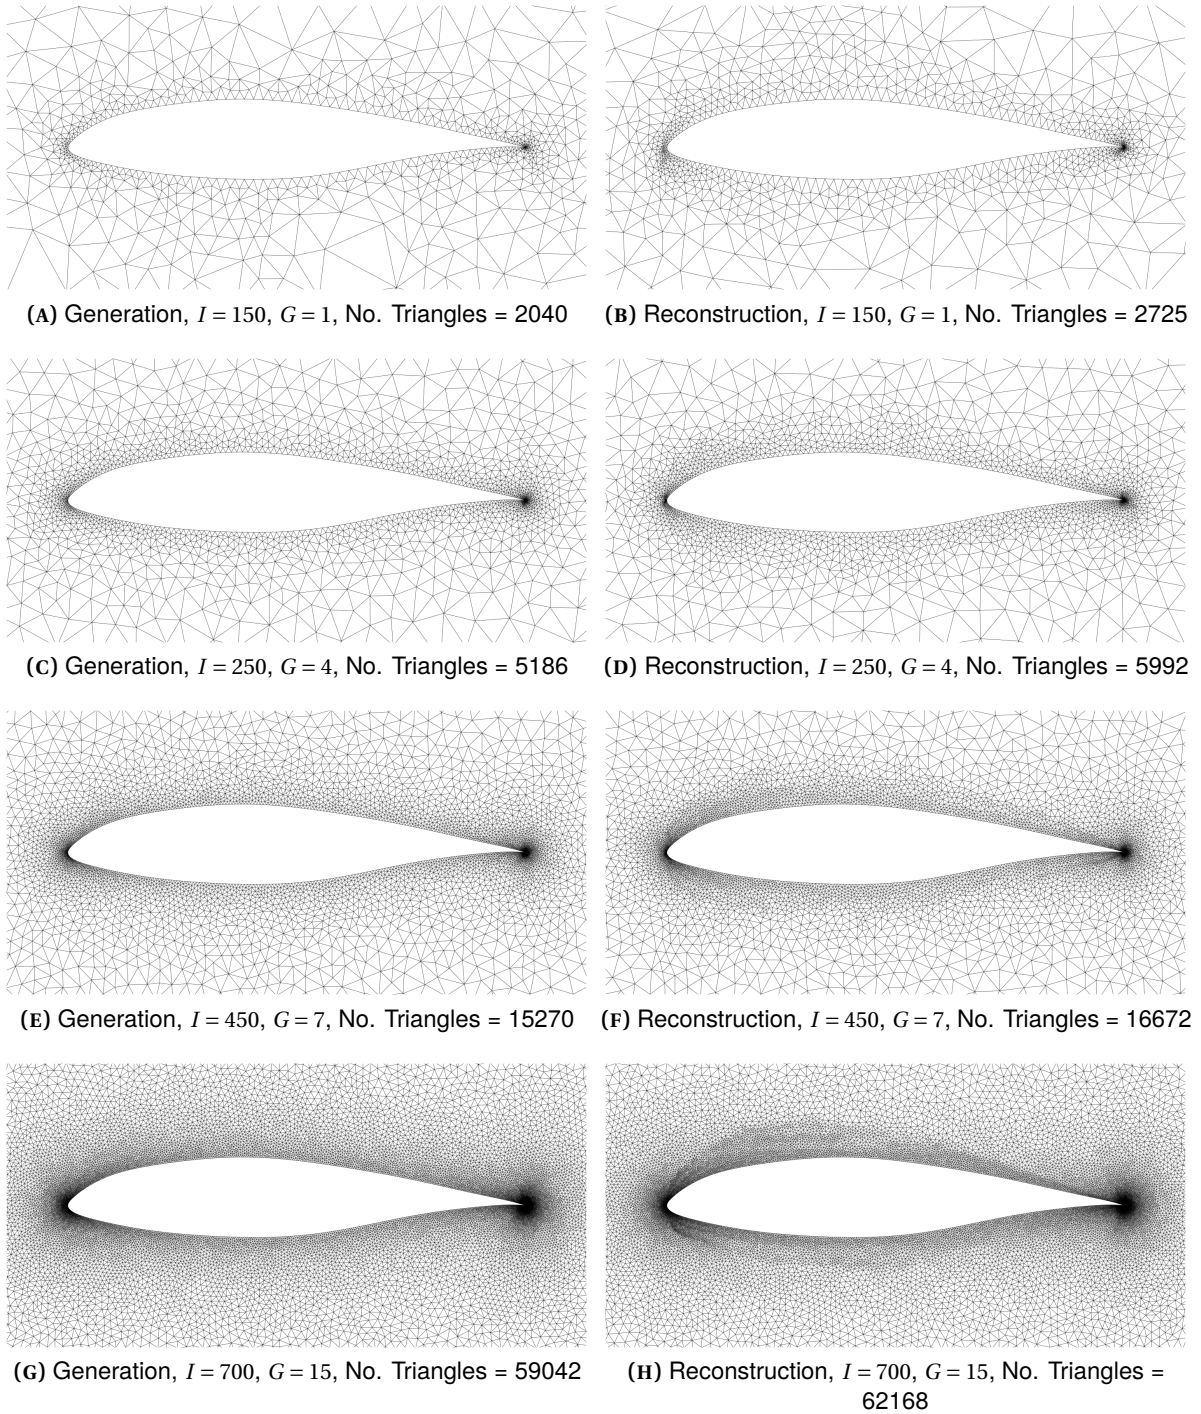 (A) Generation, I = 150, G = 1, No. Triangles = 2040
(B) Reconstruction, I = 150, G = 1, No. Triangles = 2725
(C) Generation, I = 250, G = 4, No. Triangles = 5186
(D) Reconstruction, I = 250, G = 4, No. Triangles = 5992
(E) Generation, I = 450, G = 7, No. Triangles = 15270
(F) Reconstruction, I = 450, G = 7, No. Triangles = 16672
(G) Generation, I = 700, G = 15, No. Triangles = 59042
(H) Reconstruction, I = 700, G = 15, No. Triangles =
62168